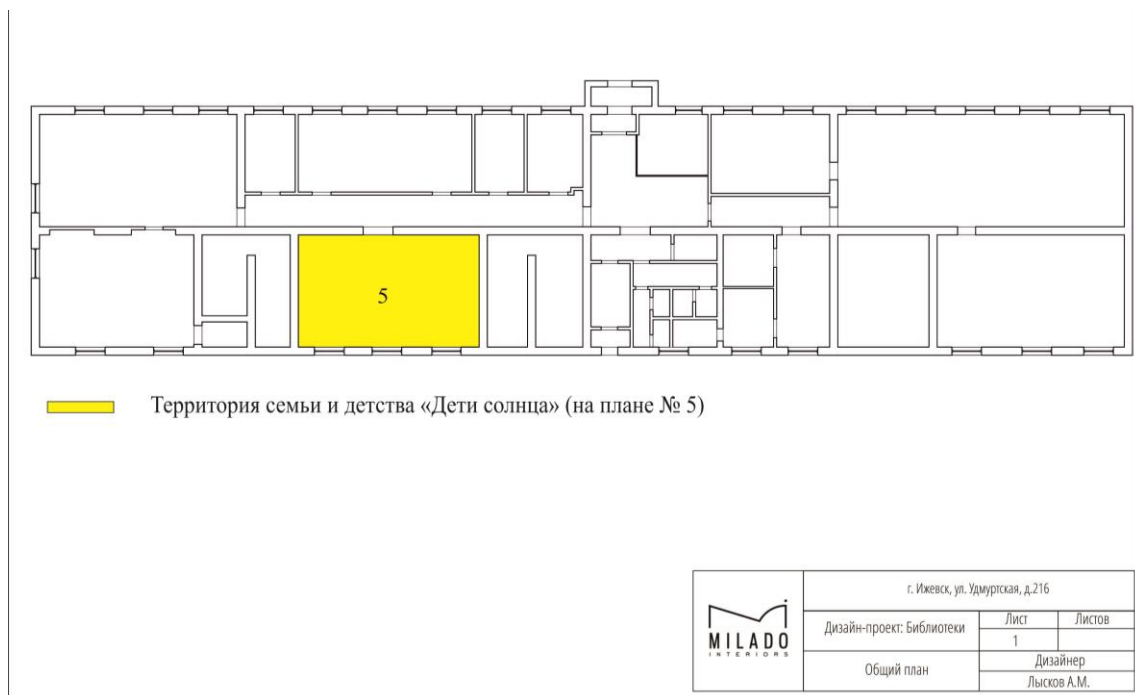 5
Территория семьи и детства «Дети солнца» (на плане № 5)
MILADO
INTERIORS
г. Ижевск, ул. Удмуртская, д.216
Дизайн-проект: Библиотеки
Лист
Листов
1
Общий план
Дизайнер
Лысков А.М.